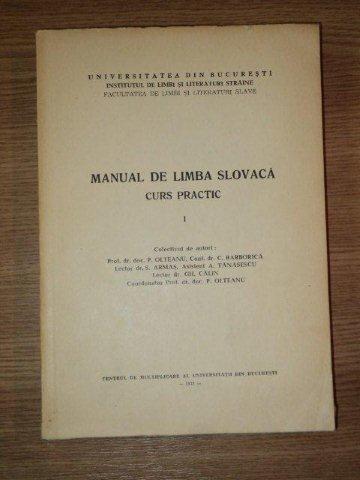 UNIVERSITATEA DIN BUCUREȘTI
INSTITUTUL DE LIMBI ȘI LITERATURI STRĂINE
FACULTATEA DE LIMBI ȘI LITERATURI SLAVE
MANUAL DE LIMBA SLOVACĂ
CURS PRACTIC
I
Colectivul de autori:
Prof. dr. doc. P. OLTEANU, Conf. dr. C. BARBORICĂ
Lector dr. S. ARMAȘ, Asistent A. TĂNĂSESCU
Lector dr. GH. CĂLIN
Coordonator Prof. dr. doc. P. OLTEANU
CENTRUL DE MULTIPLICARE AL UNIVERSITĂȚII DIN BUCUREȘTI